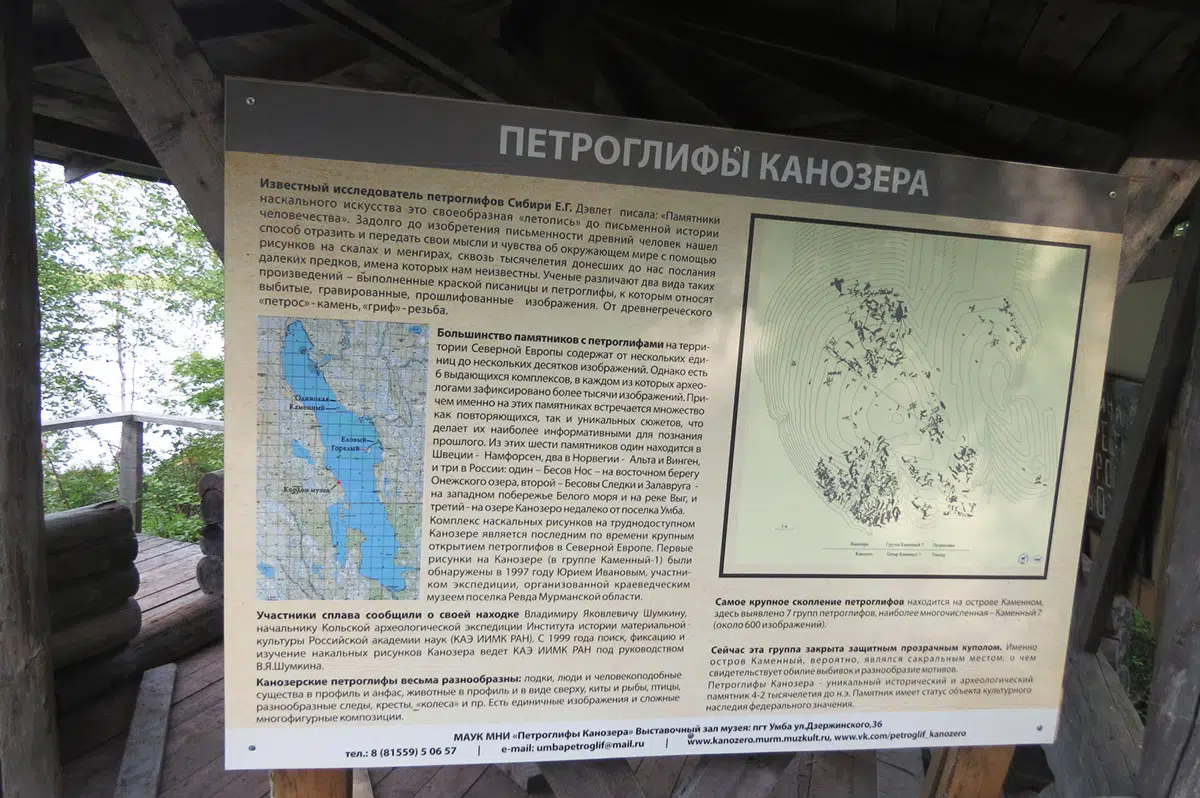 ПЕТРОГЛИФЫ КАНОЗЕРА
Известный исследователь петроглифов Сибири Е.Г. Дэвлет писала: «Памятники
наскального искусства это своеобразная «летопись» до письменной истории
человечества». Задолго до изобретения письменности древний человек нашел
способ отразить и передать свои мысли и чувства об окружающем мире с помощью
рисунков на скалах и менгирах, сквозь тысячелетия донесших до нас послания
далеких предков, имена которых нам неизвестны. Ученые различают два вида таких
произведений – выполненные краской писаницы и петроглифы, к которым относят
выбитые, гравированные, прошлифованные изображения. От древнегреческого
«петрос» - камень, «гриф» - резьба.
Одинокая
Каменный
Еловый
Горелый
Кордон музея
Большинство памятников с петроглифами на терри-
тории Северной Европы содержат от нескольких еди-
ниц до нескольких десятков изображений. Однако есть
6 выдающихся комплексов, в каждом из которых архео-
логами зафиксировано более тысячи изображений. При-
чем именно на этих памятниках встречается множество
как повторяющихся, так и уникальных сюжетов, что
делает их наиболее информативными для познания
прошлого. Из этих шести памятников один находится в
Швеции - Намфорсен, два в Норвегии - Альта и Винген,
и три в России: один – Бесов Нос – на восточном берегу
Онежского озера, второй – Бесовы Следки и Залавруга -
на западном побережье Белого моря и на реке Выг, и
третий - на озере Канозеро недалеко от поселка Умба.
Комплекс наскальных рисунков на труднодоступном
Канозере является последним по времени крупным
открытием петроглифов в Северной Европе. Первые
рисунки на Канозере (в группе Каменный-1) были
обнаружены в 1997 году Юрием Ивановым, участни-
ком экспедиции, организованной краеведческим
музеем поселка Ревда Мурманской области.
Участники сплава сообщили о своей находке Владимиру Яковлевичу Шумкину,
начальнику Кольской археологической экспедиции Института истории материальной
культуры Российской академии наук (КАЭ ИИМК РАН). С 1999 года поиск, фиксацию и
изучение накальных рисунков Канозера ведет КАЭ ИИМК РАН под руководством
В.Я.Шумкина.
Канозерские петроглифы весьма разнообразны: лодки, люди и человекоподобные
существа в профиль и анфас, животные в профиль и в виде сверху, киты и рыбы, птицы,
разнообразные следы, кресты, «колеса» и пр. Есть единичные изображения и сложные
многофигурные композиции.
Канозеро Группа Каменный 7
Kanozero Group Kamenniy 7
Самое крупное скопление петроглифов находится на острове Каменном,
здесь выявлено 7 групп петроглифов, наиболее многочисленная – Каменный 7
(около 600 изображений).
Сейчас эта группа закрыта защитным прозрачным куполом. Именно
остров Каменный, вероятно, являлся сакральным местом, о чем
свидетельствует обилие выбивок и разнообразие мотивов.
Петроглифы Канозера - уникальный исторический и археологический
памятник 4-2 тысячелетия до н.э. Памятник имеет статус объекта культурного
наследия федерального значения.
МАУК МНИ «Петроглифы Канозера» Выставочный зал музея: пгт Умба ул.Дзержинского,36
тел.: 8 (81559) 5 06 57 | e-mail: umbapetroglif@mail.ru | www.kanozero.murm.muzkult.ru, www.vk.com/petroglif_kanozero